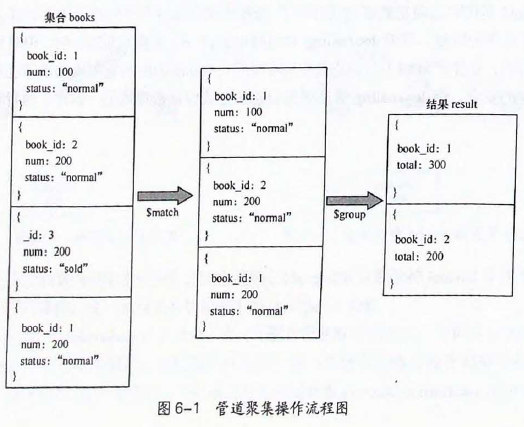 集合 books
{
book_id: 1
num: 100
status: “normal”
}
{
book_id: 2
num: 200
status: “normal”
}
{
_id: 3
num: 200
status: “sold”
}
{
book_id: 1
num: 200
status: “normal”
}
$match
{
book_id: 1
num: 100
status: “normal”
}
{
book_id: 2
num: 200
status: “normal”
}
{
book_id: 1
num: 200
status: “normal”
}
$group
结果 result
{
book_id: 1
total: 300
}
{
book_id: 2
total: 200
}
图 6-1 管道聚集操作流程图